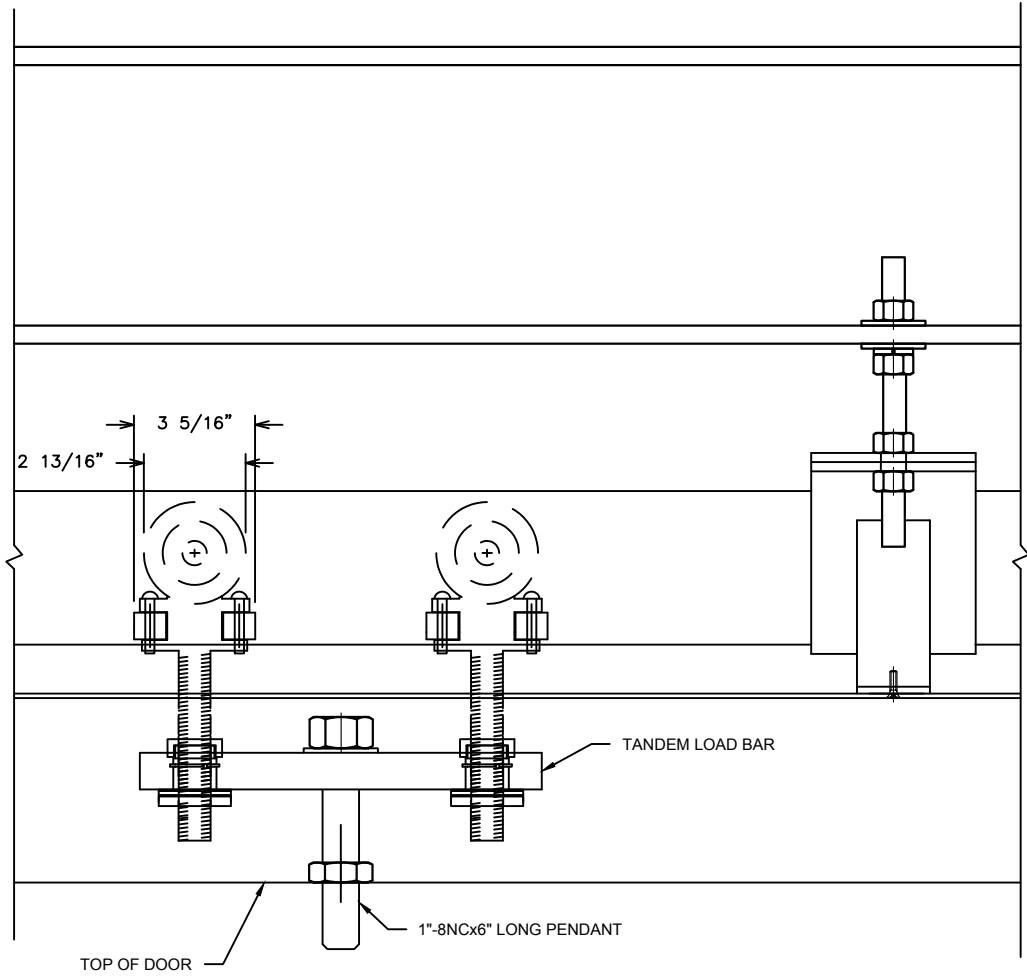 3 5/16"
2 13/16"
TANDEM LOAD BAR
1"-8NCx6" LONG PENDANT
TOP OF DOOR